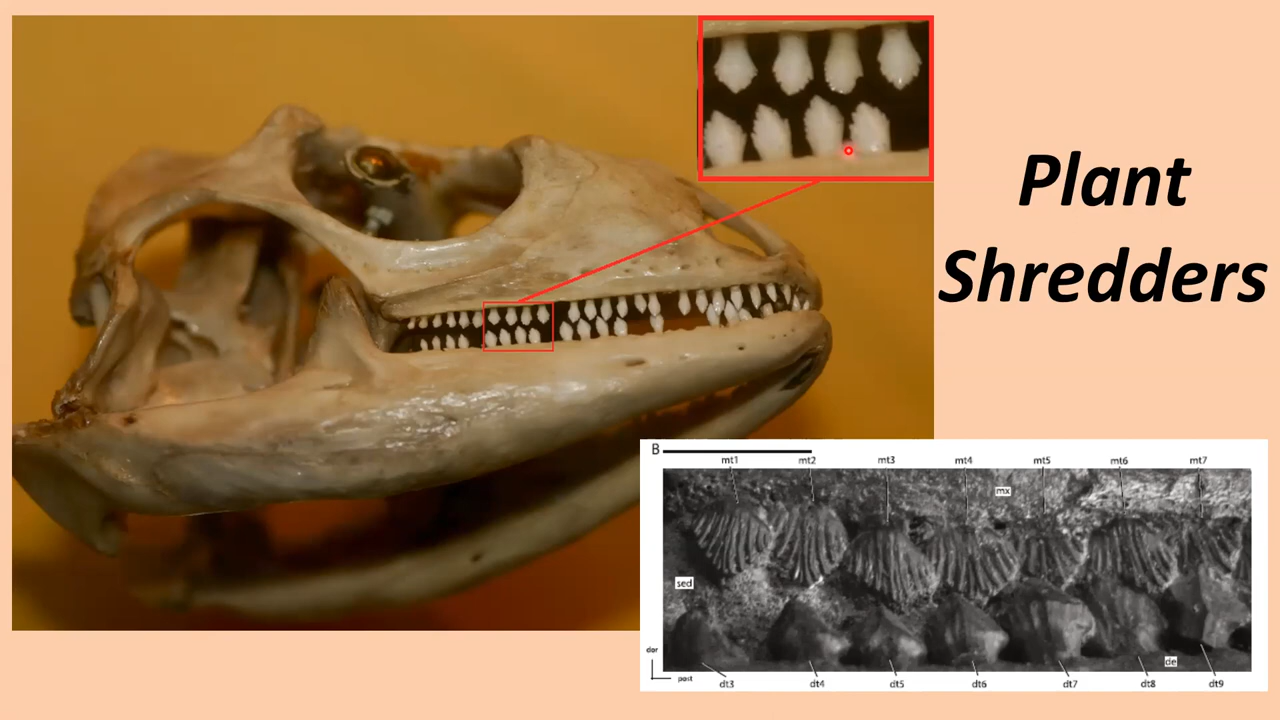 Plant
Shredders
B
mt1 mt2 mt3 mt4 mt5 mt6 mt7
mx
sed
dor
post
de
dt3 dt4 dt5 dt6 dt7 dt8 dt9